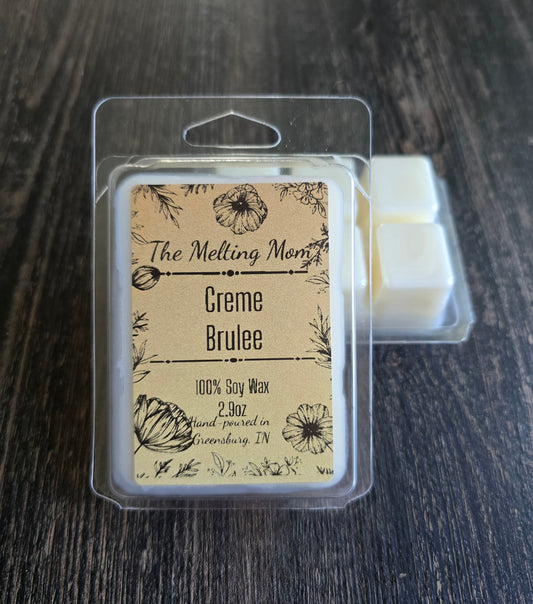 The Melting Mom
Creme
Brulee
100% Soy Wax
2.9oz
Hand-poured in
Greensburg, IN